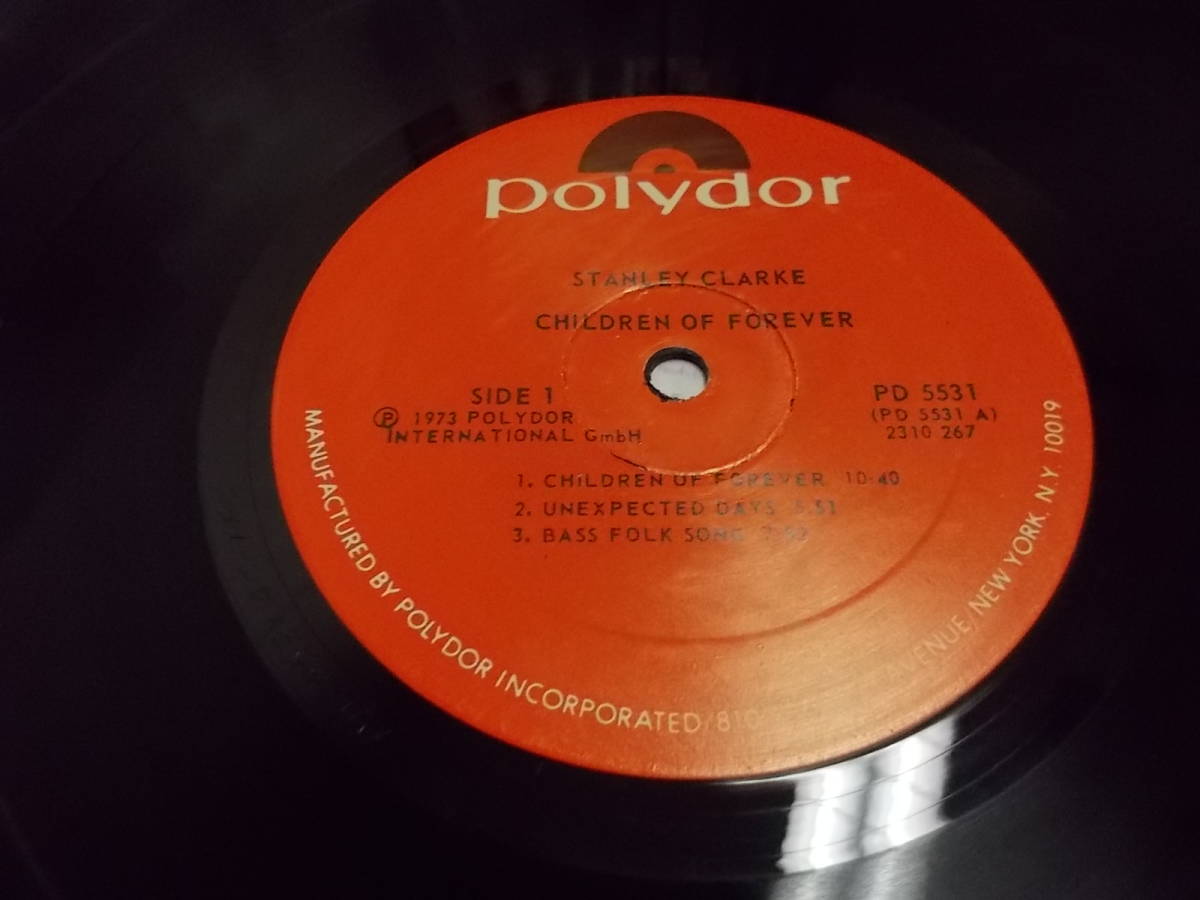 polydor
STANLEY CLARKE
CHILDREN OF FOREVER
SIDE 1
℗ 1973 POLYDOR
INTERNATIONAL GmbH
PD 5531
(PD 5531 A)
2310 267
1. CHILDREN OF FOREVER 10:40
2. UNEXPECTED DAYS 5:51
3. BASS FOLK SONG
MANUFACTURED BY POLYDOR INCORPORATED/810 AVENUE/NEW YORK, N.Y. 10019